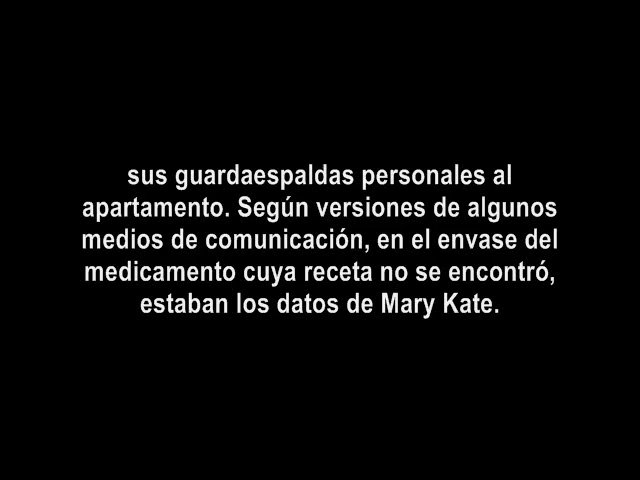 sus guardaespaldas personales al
apartamento. Según versiones de algunos
medios de comunicación, en el envase del
medicamento cuya receta no se encontró,
estaban los datos de Mary Kate.